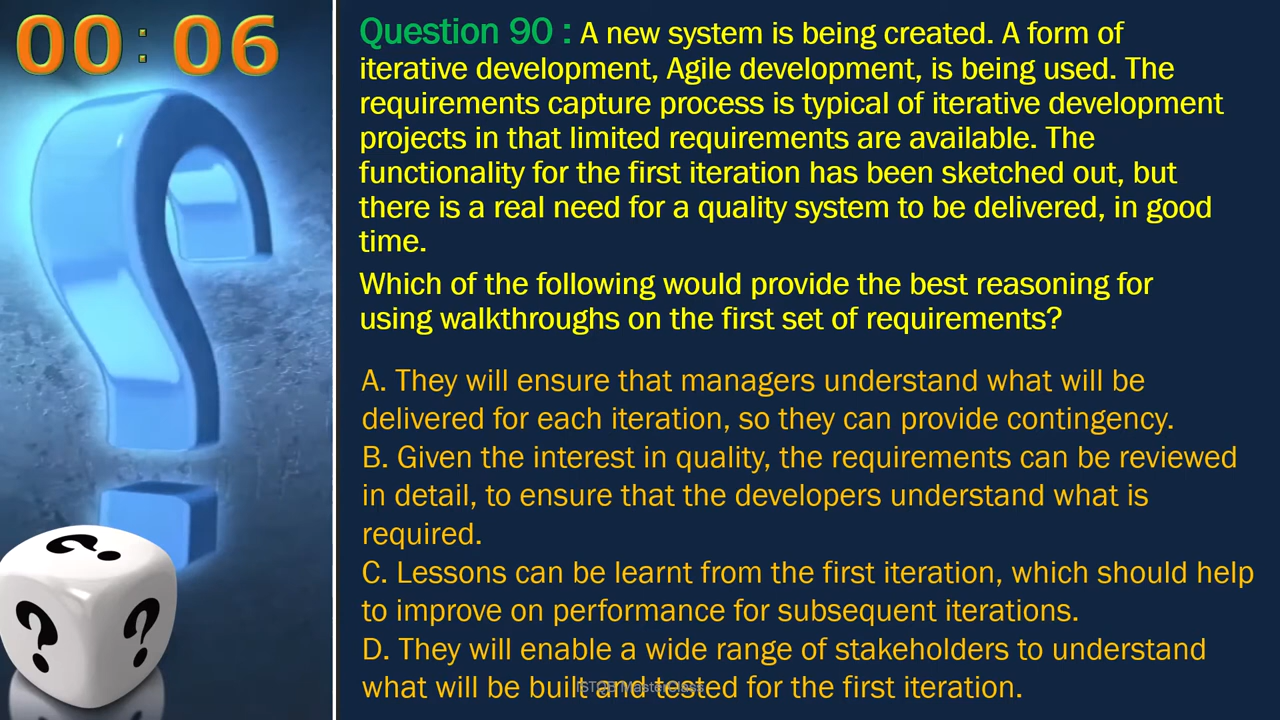 00:06
Question 90 : A new system is being created. A form of
iterative development, Agile development, is being used. The
requirements capture process is typical of iterative development
projects in that limited requirements are available. The
functionality for the first iteration has been sketched out, but
there is a real need for a quality system to be delivered, in good
time.
Which of the following would provide the best reasoning for
using walkthroughs on the first set of requirements?
A. They will ensure that managers understand what will be
delivered for each iteration, so they can provide contingency.
B. Given the interest in quality, the requirements can be reviewed
in detail, to ensure that the developers understand what is
required.
C. Lessons can be learnt from the first iteration, which should help
to improve on performance for subsequent iterations.
D. They will enable a wide range of stakeholders to understand
what will be built and tested for the first iteration.
ISTQB MasterClass
? ? ?